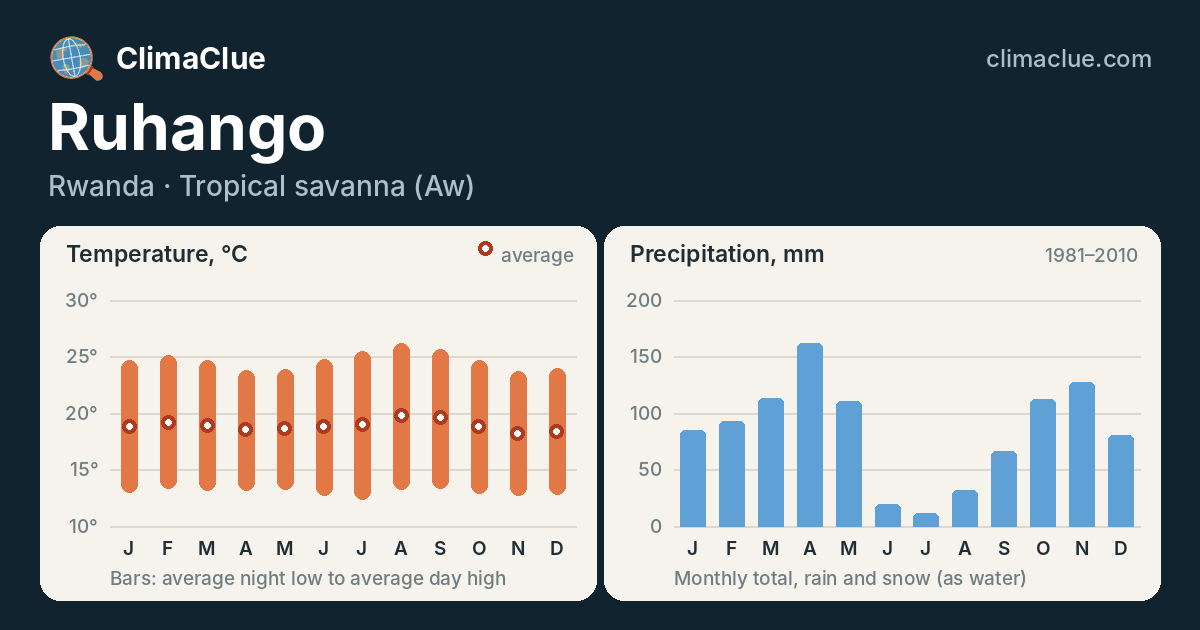 ClimaClue
climaclue.com
Ruhango
Rwanda · Tropical savanna (Aw)
Temperature, °C
average
30°
25°
20°
15°
10°
J F M A M J J A S O N D
Bars: average night low to average day high
Precipitation, mm
1981–2010
200
150
100
50
0
J F M A M J J A S O N D
Monthly total, rain and snow (as water)